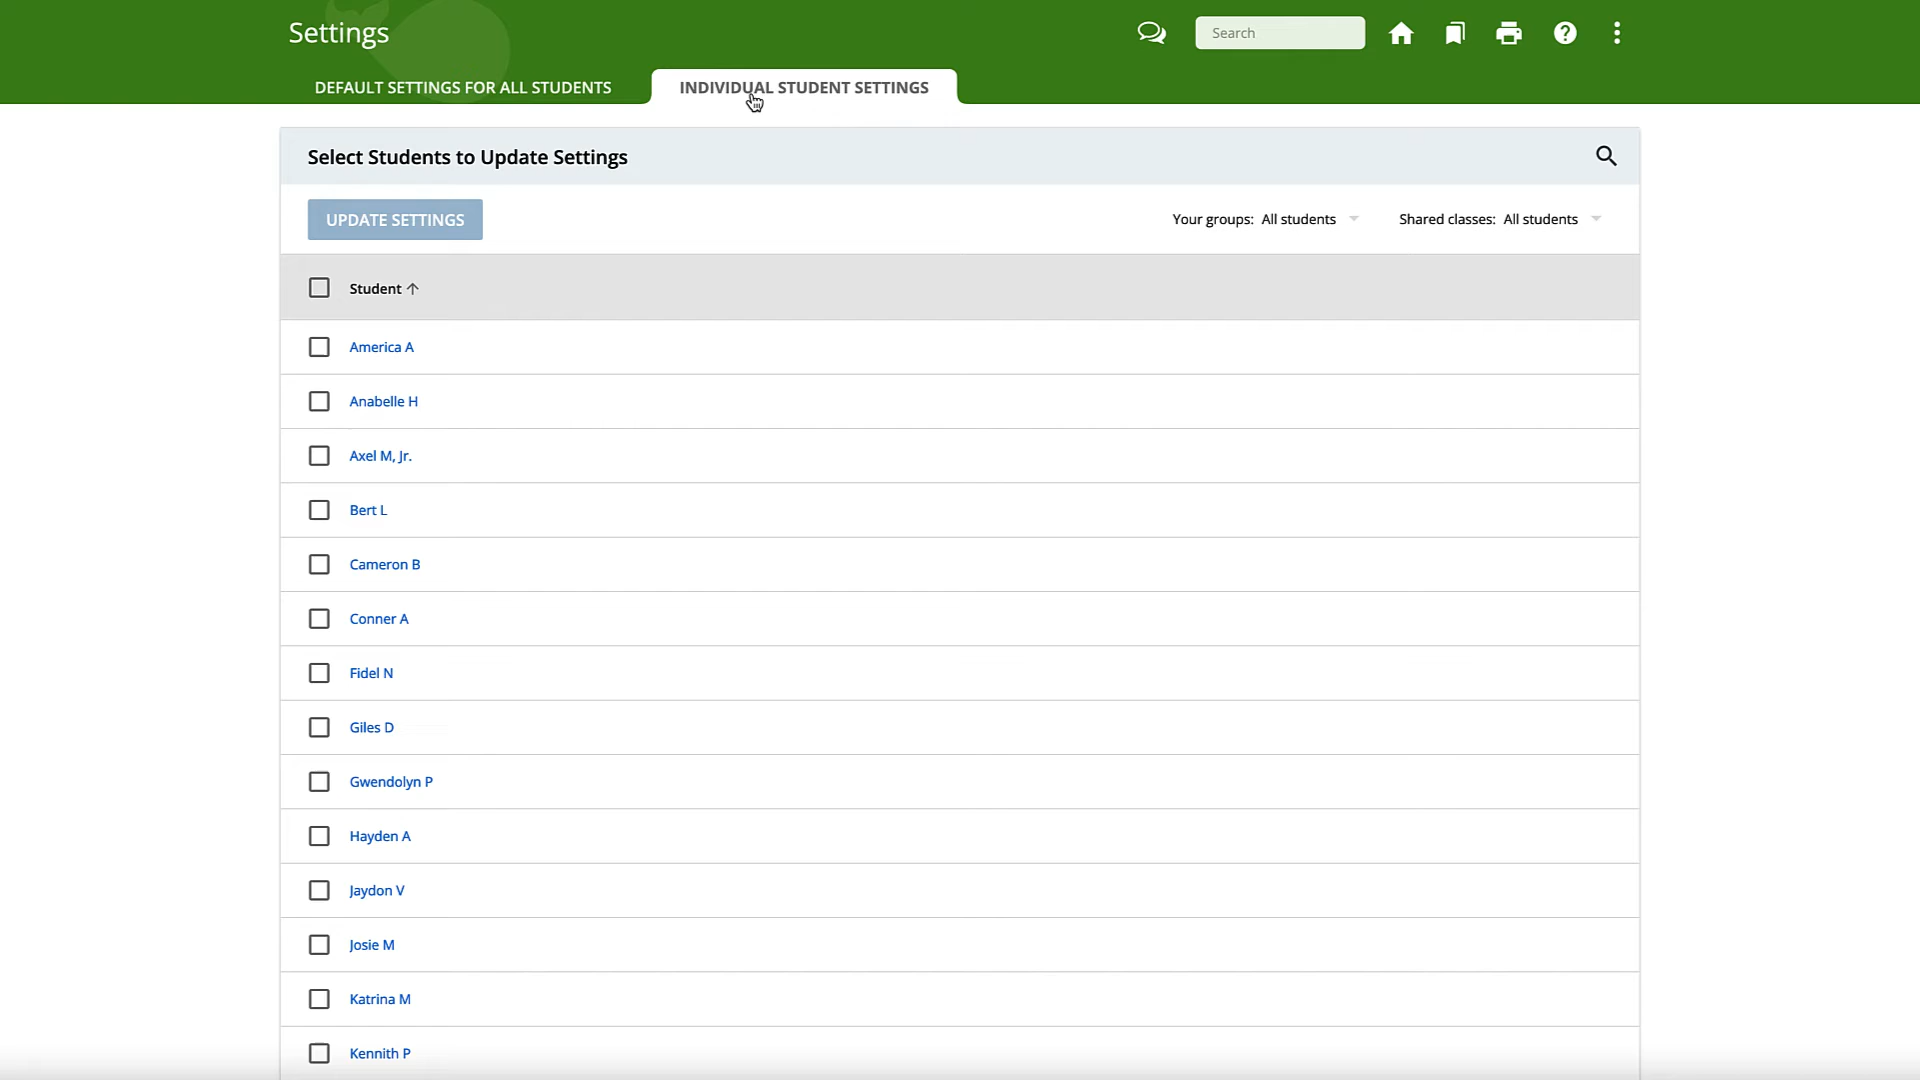 Settings
Search
DEFAULT SETTINGS FOR ALL STUDENTS
INDIVIDUAL STUDENT SETTINGS
Select Students to Update Settings
UPDATE SETTINGS
Your groups: All students
Shared classes: All students
Student
America A
Anabelle H
Axel M, Jr.
Bert L
Cameron B
Conner A
Fidel N
Giles D
Gwendolyn P
Hayden A
Jaydon V
Josie M
Katrina M
Kennith P